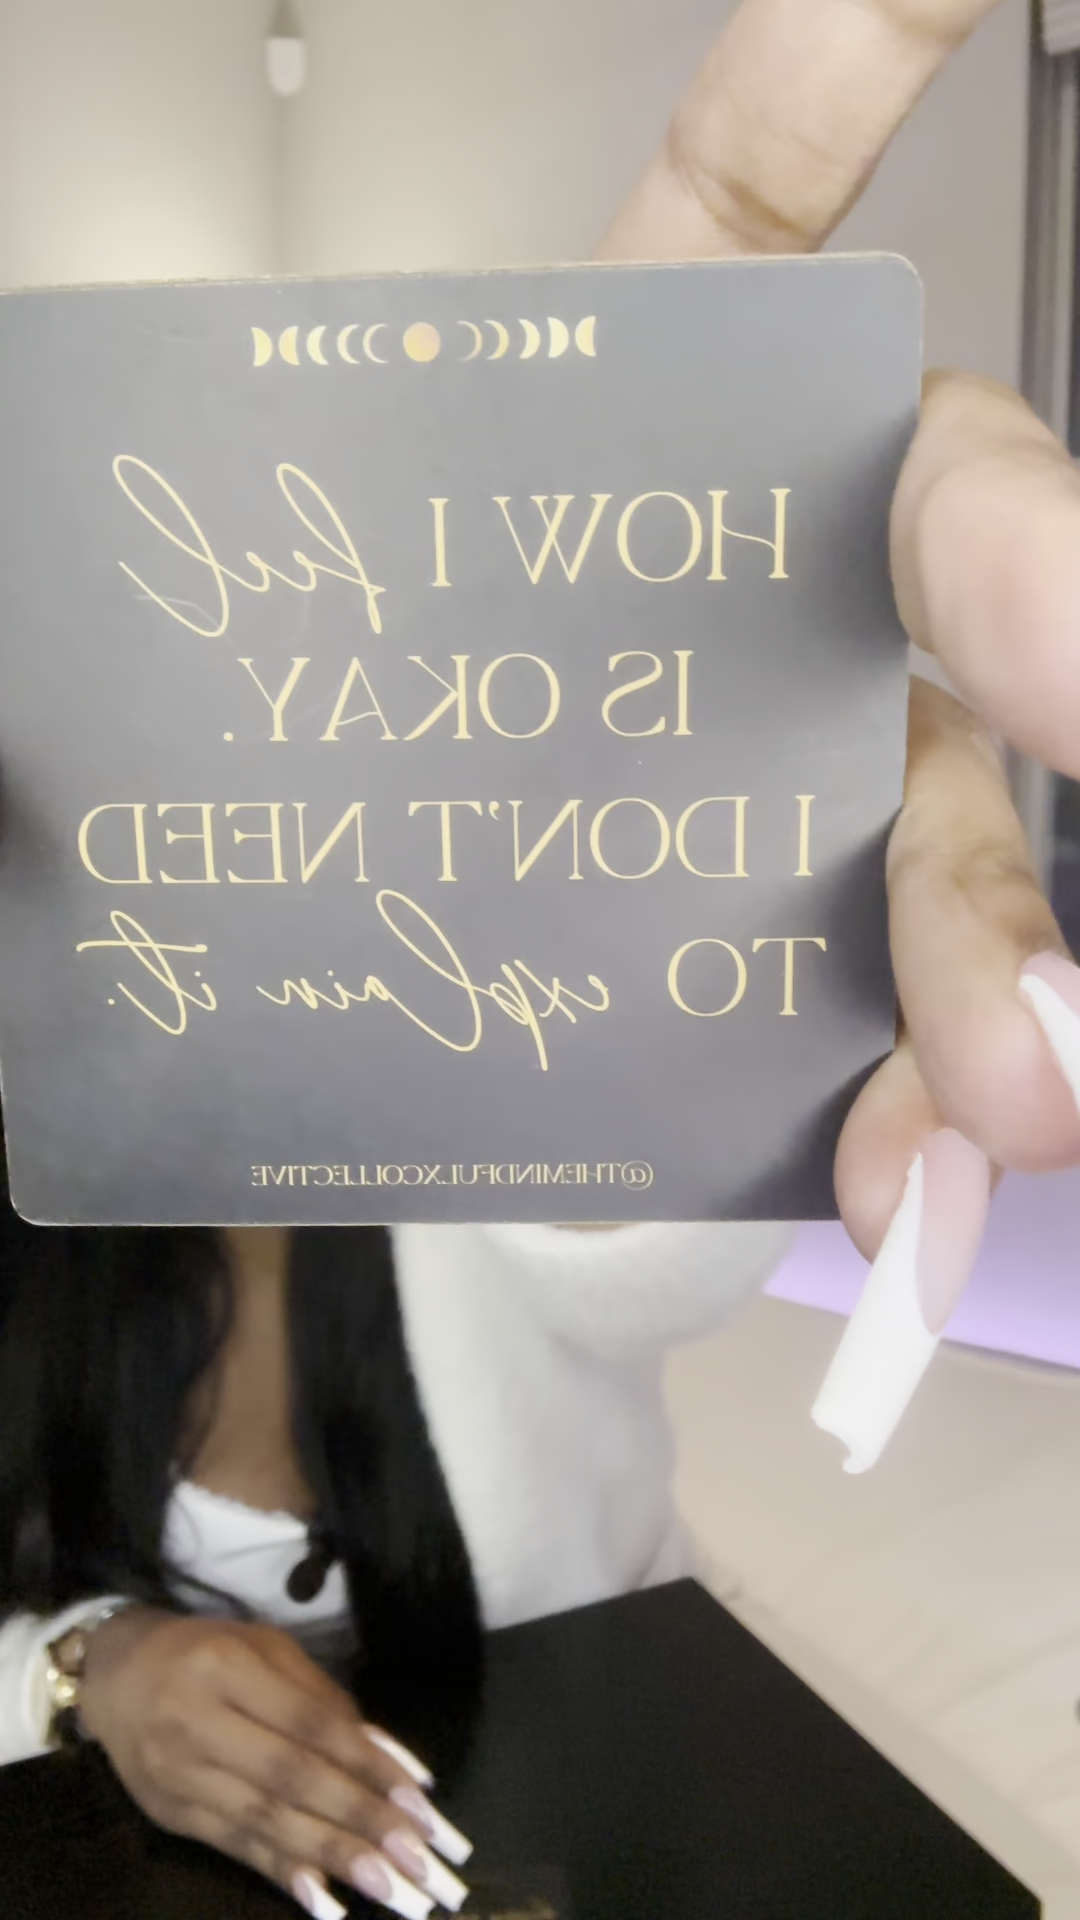 HOW I feel
IS OKAY.
I DON'T NEED
TO explain it.
@THEMINDFULXCOLLECTIVE